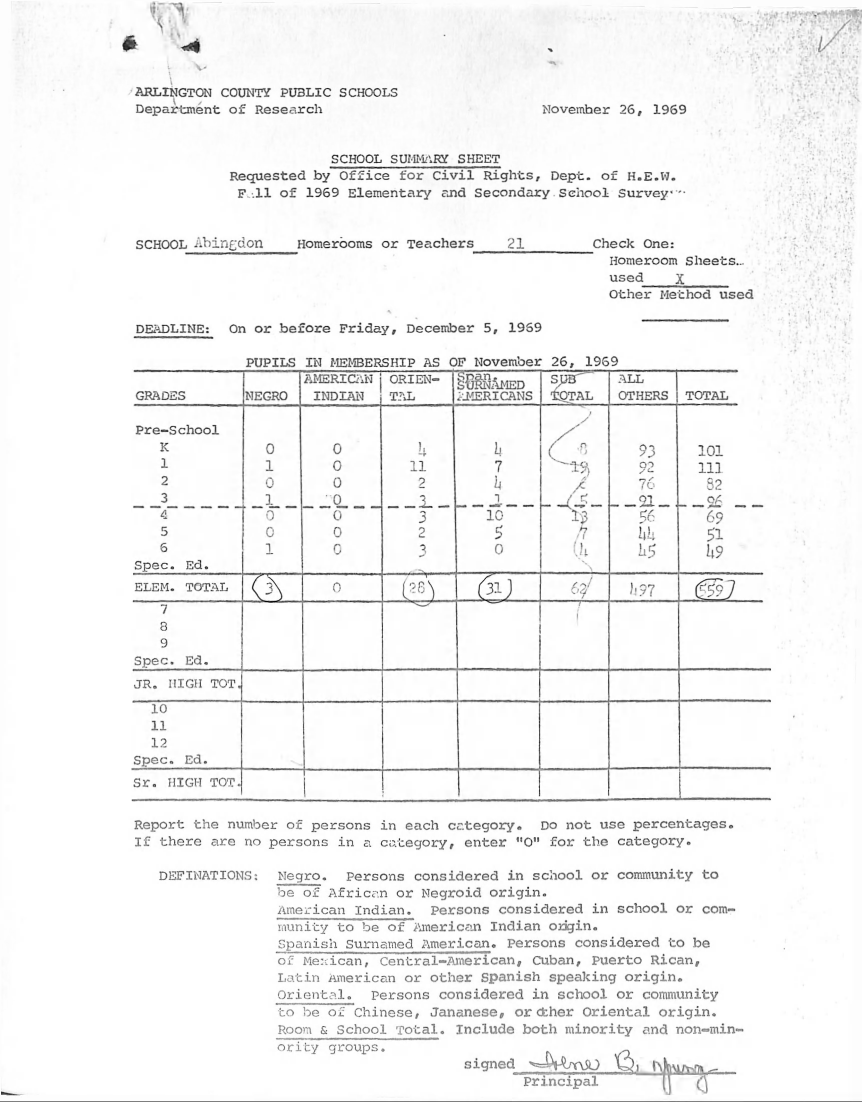 ARLINGTON COUNTY PUBLIC SCHOOLS
Department of Research November 26, 1969
SCHOOL SUMMARY SHEET
Requested by Office for Civil Rights, Dept. of H.E.W.
Fall of 1969 Elementary and Secondary School Survey
SCHOOL Abingdon Homerooms or Teachers 21 Check One:
Homeroom Sheets
used X
Other Method used
DEADLINE: On or before Friday, December 5, 1969
PUPILS IN MEMBERSHIP AS OF November 26, 1969
GRADES NEGRO AMERICAN INDIAN ORIEN-TAL Span. SURNAMED AMERICANS SUB TOTAL ALL OTHERS TOTAL
Pre-School
K 0 0 4 4 8 93 101
1 1 0 11 7 19 92 111
2 0 0 2 4 76 82
3 1 0 3 1 5 91 96
4 0 0 3 10 13 56 69
5 0 0 2 5 7 44 51
6 1 0 3 0 4 45 49
Spec. Ed.
ELEM. TOTAL 3 0 28 31 62 497 559
7
8
9
Spec. Ed.
JR. HIGH TOT.
10
11
12
Spec. Ed.
Sr. HIGH TOT.
Report the number of persons in each category. Do not use percentages.
If there are no persons in a category, enter "0" for the category.
DEFINATIONS: Negro. Persons considered in school or community to
be of African or Negroid origin.
American Indian. Persons considered in school or com-
munity to be of American Indian origin.
Spanish Surnamed American. Persons considered to be
of Mexican, Central-American, Cuban, Puerto Rican,
Latin American or other Spanish speaking origin.
Oriental. Persons considered in school or community
to be of Chinese, Jananese, or other Oriental origin.
Room & School Total. Include both minority and non-min-
ority groups.
signed Irene B. Young
Principal